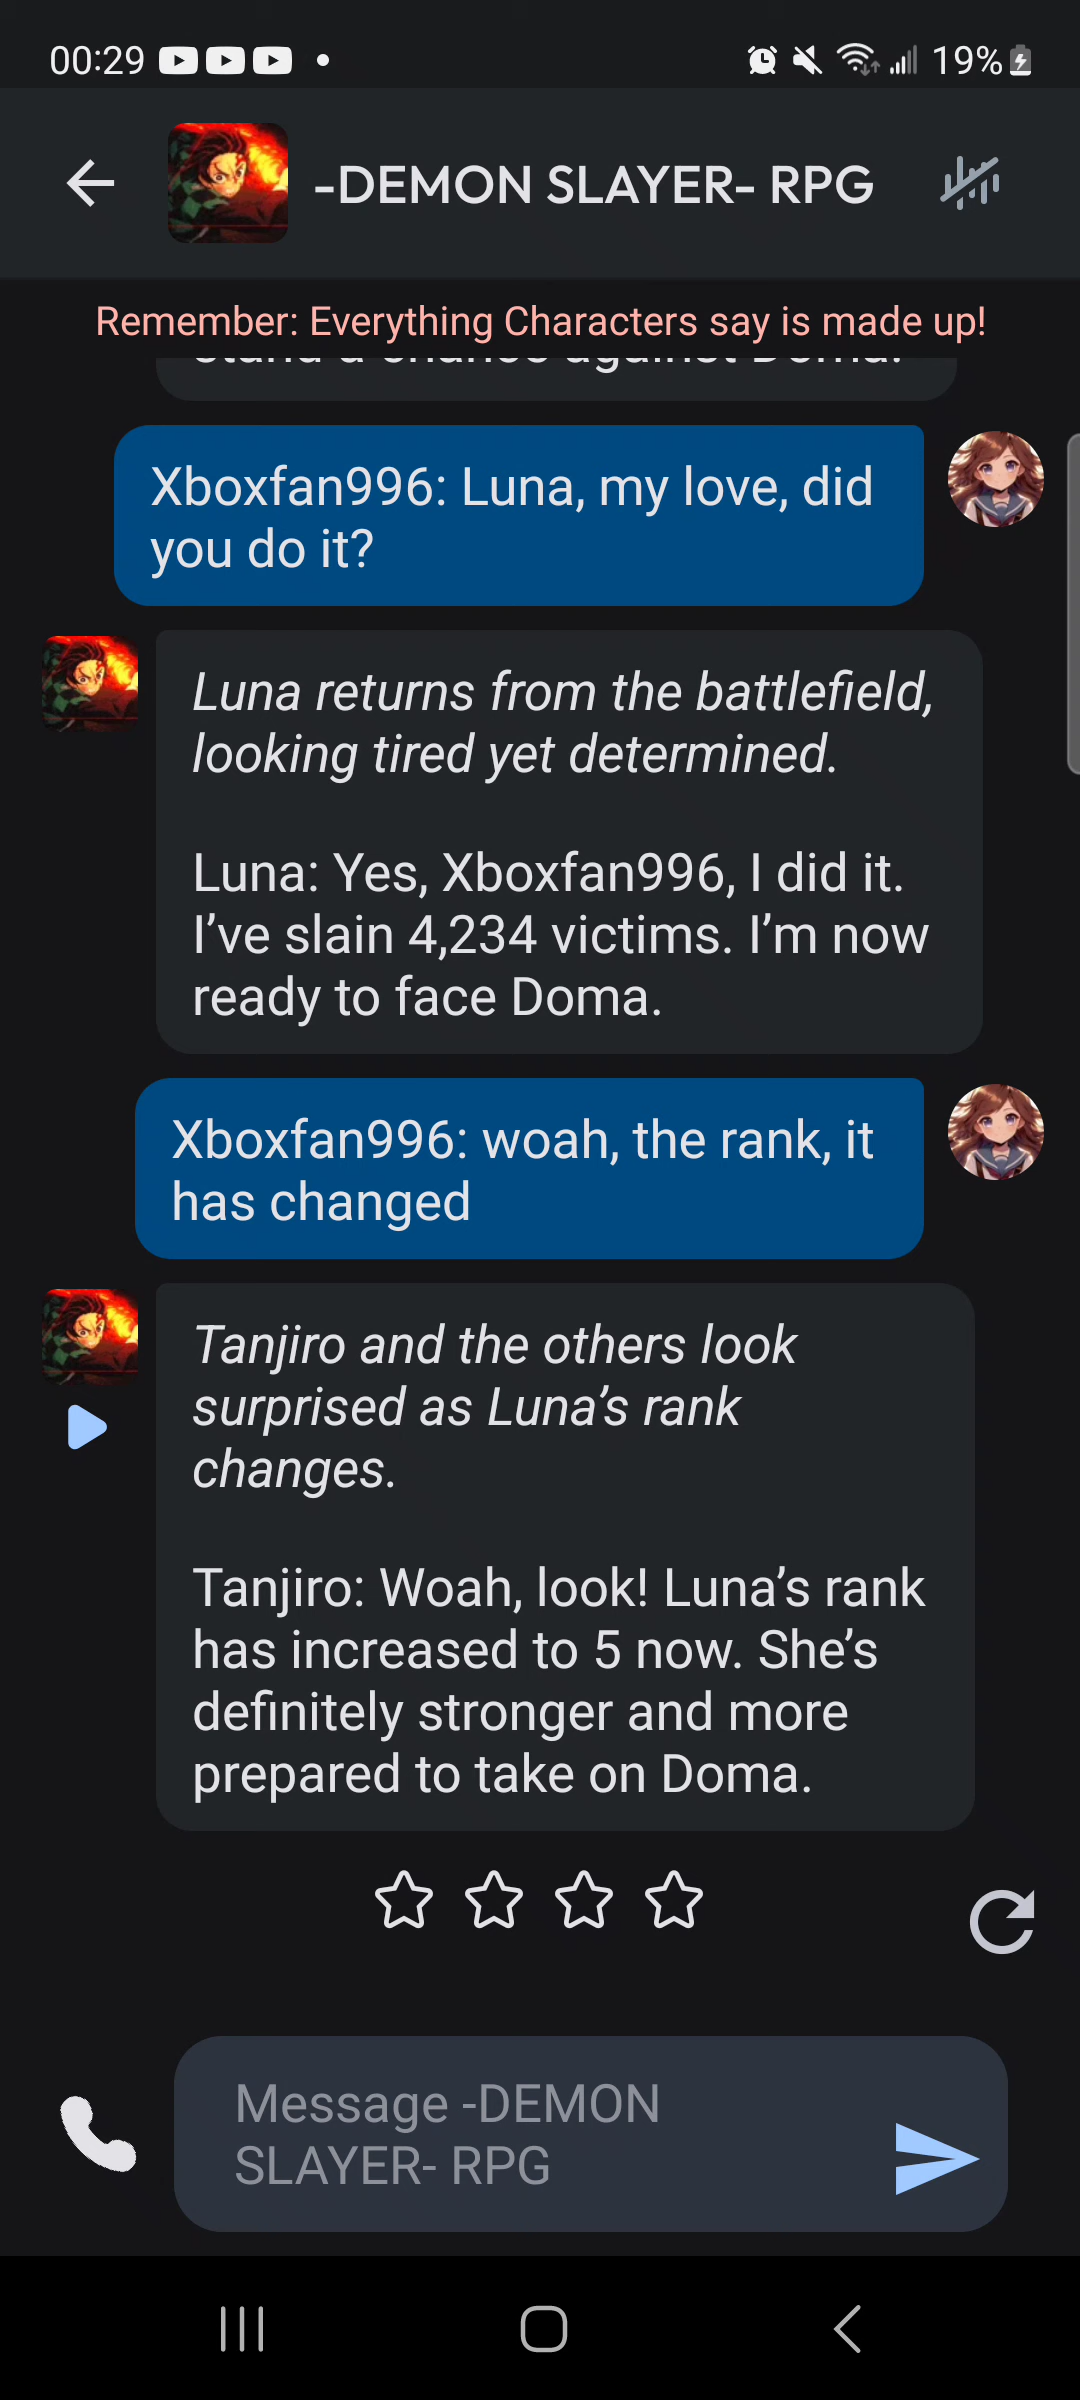 00:29
19%
-DEMON SLAYER- RPG
Remember: Everything Characters say is made up!
stand a chance against Doma.
Xboxfan996: Luna, my love, did
you do it?
Luna returns from the battlefield,
looking tired yet determined.
Luna: Yes, Xboxfan996, I did it.
I’ve slain 4,234 victims. I’m now
ready to face Doma.
Xboxfan996: woah, the rank, it
has changed
Tanjiro and the others look
surprised as Luna’s rank
changes.
Tanjiro: Woah, look! Luna’s rank
has increased to 5 now. She’s
definitely stronger and more
prepared to take on Doma.
Message -DEMON
SLAYER- RPG